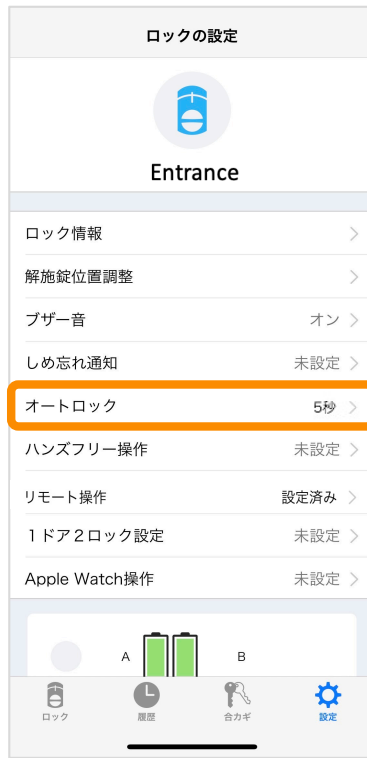 ロックの設定
Entrance
ロック情報
解施錠位置調整
ブザー音 オン
しめ忘れ通知 未設定
オートロック 5秒
ハンズフリー操作 未設定
リモート操作 設定済み
1ドア2ロック設定 未設定
Apple Watch操作 未設定
A B
ロック 履歴 合カギ 設定